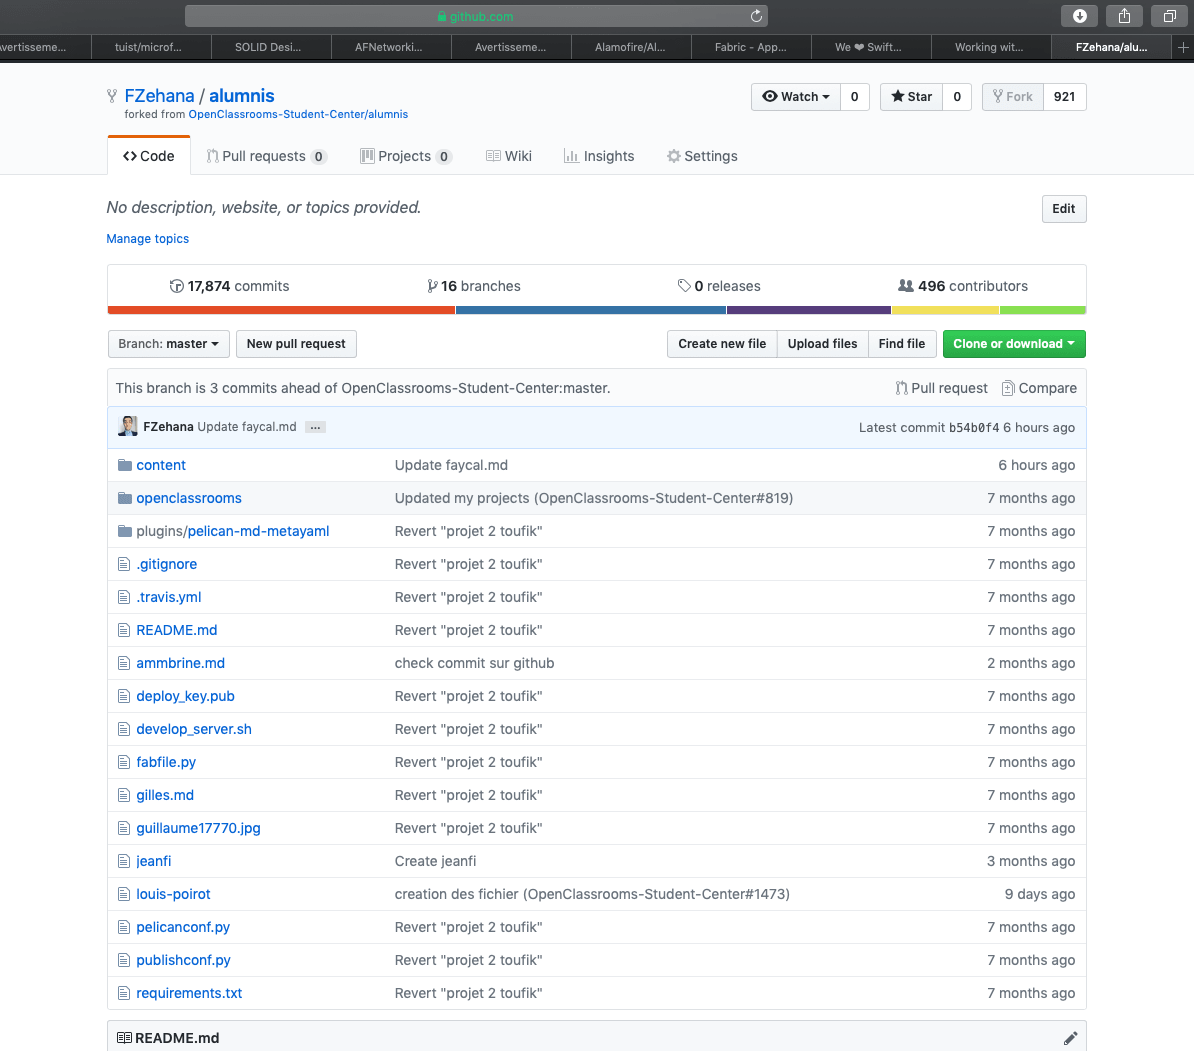 github.com
Avertisseme... tuist/microf... SOLID Desi... AFNetworki... Avertisseme... Alamofire/Al... Fabric - App... We ❤ Swift... Working wit... FZehana/alu...
FZehana / alumnis Watch 0 Star 0 Fork 921
forked from OpenClassrooms-Student-Center/alumnis
Code Pull requests 0 Projects 0 Wiki Insights Settings
No description, website, or topics provided. Edit
Manage topics
17,874 commits 16 branches 0 releases 496 contributors
Branch: master New pull request Create new file Upload files Find file Clone or download
This branch is 3 commits ahead of OpenClassrooms-Student-Center:master. Pull request Compare
FZehana Update faycal.md ... Latest commit b54b0f4 6 hours ago
content Update faycal.md 6 hours ago
openclassrooms Updated my projects (OpenClassrooms-Student-Center#819) 7 months ago
plugins/pelican-md-metayaml Revert "projet 2 toufik" 7 months ago
.gitignore Revert "projet 2 toufik" 7 months ago
.travis.yml Revert "projet 2 toufik" 7 months ago
README.md Revert "projet 2 toufik" 7 months ago
ammbrine.md check commit sur github 2 months ago
deploy_key.pub Revert "projet 2 toufik" 7 months ago
develop_server.sh Revert "projet 2 toufik" 7 months ago
fabfile.py Revert "projet 2 toufik" 7 months ago
gilles.md Revert "projet 2 toufik" 7 months ago
guillaume17770.jpg Revert "projet 2 toufik" 7 months ago
jeanfi Create jeanfi 3 months ago
louis-poirot creation des fichier (OpenClassrooms-Student-Center#1473) 9 days ago
pelicanconf.py Revert "projet 2 toufik" 7 months ago
publishconf.py Revert "projet 2 toufik" 7 months ago
requirements.txt Revert "projet 2 toufik" 7 months ago
README.md